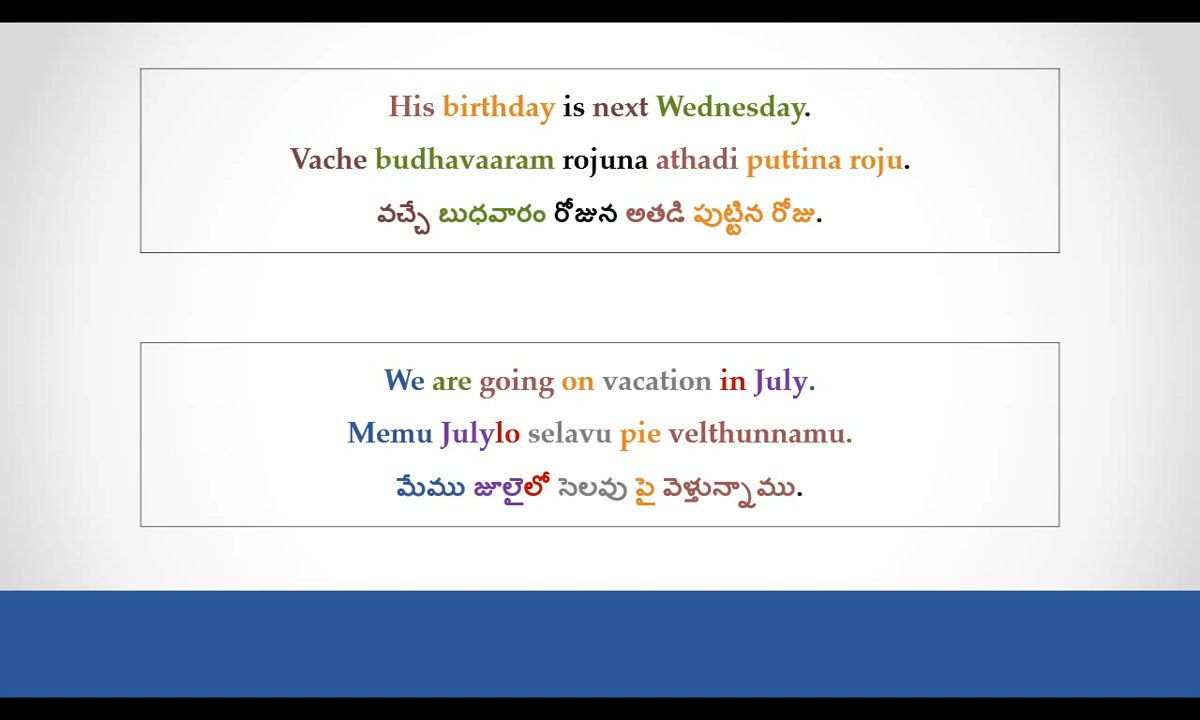 His birthday is next Wednesday.
Vache budhavaaram rojuna athadi puttina roju.
వచ్చే బుధవారం రోజున అతడి పుట్టిన రోజు.
We are going on vacation in July.
Memu Julylo selavu pie velthunnamu.
మేము జూలైలో సెలవు పై వెళ్తున్నాము.